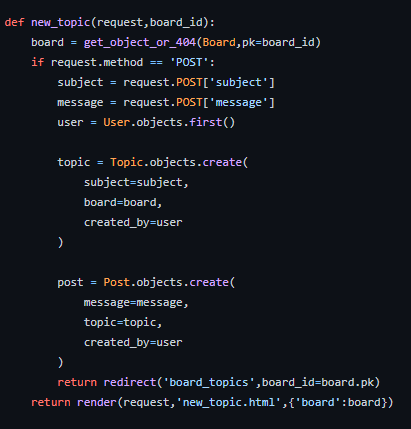 def new_topic(request,board_id):
    board = get_object_or_404(Board,pk=board_id)
    if request.method == 'POST':
        subject = request.POST['subject']
        message = request.POST['message']
        user = User.objects.first()

        topic = Topic.objects.create(
            subject=subject,
            board=board,
            created_by=user
        )

        post = Post.objects.create(
            message=message,
            topic=topic,
            created_by=user
        )
        return redirect('board_topics',board_id=board.pk)
    return render(request,'new_topic.html',{'board':board})